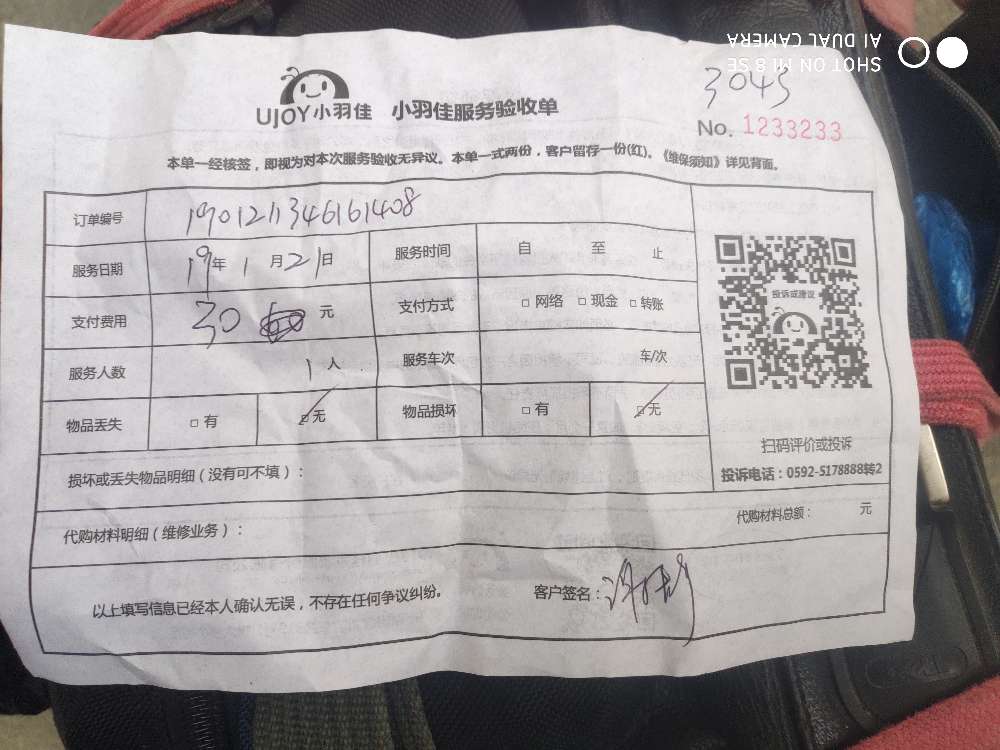 SHOT ON MI 8 SE
AI DUAL CAMERA
3043
UJOY小羽佳 小羽佳服务验收单
No. 1233233
本单一经核签，即视为对本次服务验收无异议。本单一式两份，客户留存一份(红)。《维保须知》详见背面。
订单编号 1901211346161408
服务日期 19年 1月21日 服务时间 自 至 止
支付费用 30 元 支付方式 □ 网络 □ 现金 □ 转账
服务人数 1 人 服务车次 车/次
物品丢失 □ 有 □ 无 物品损坏 □ 有 □ 无
投诉或建议
扫码评价或投诉
投诉电话：0592-5178888转2
损坏或丢失物品明细（没有可不填）：
代购材料明细（维修业务）： 代购材料总额： 元
以上填写信息已经本人确认无误，不存在任何争议纠纷。 客户签名：